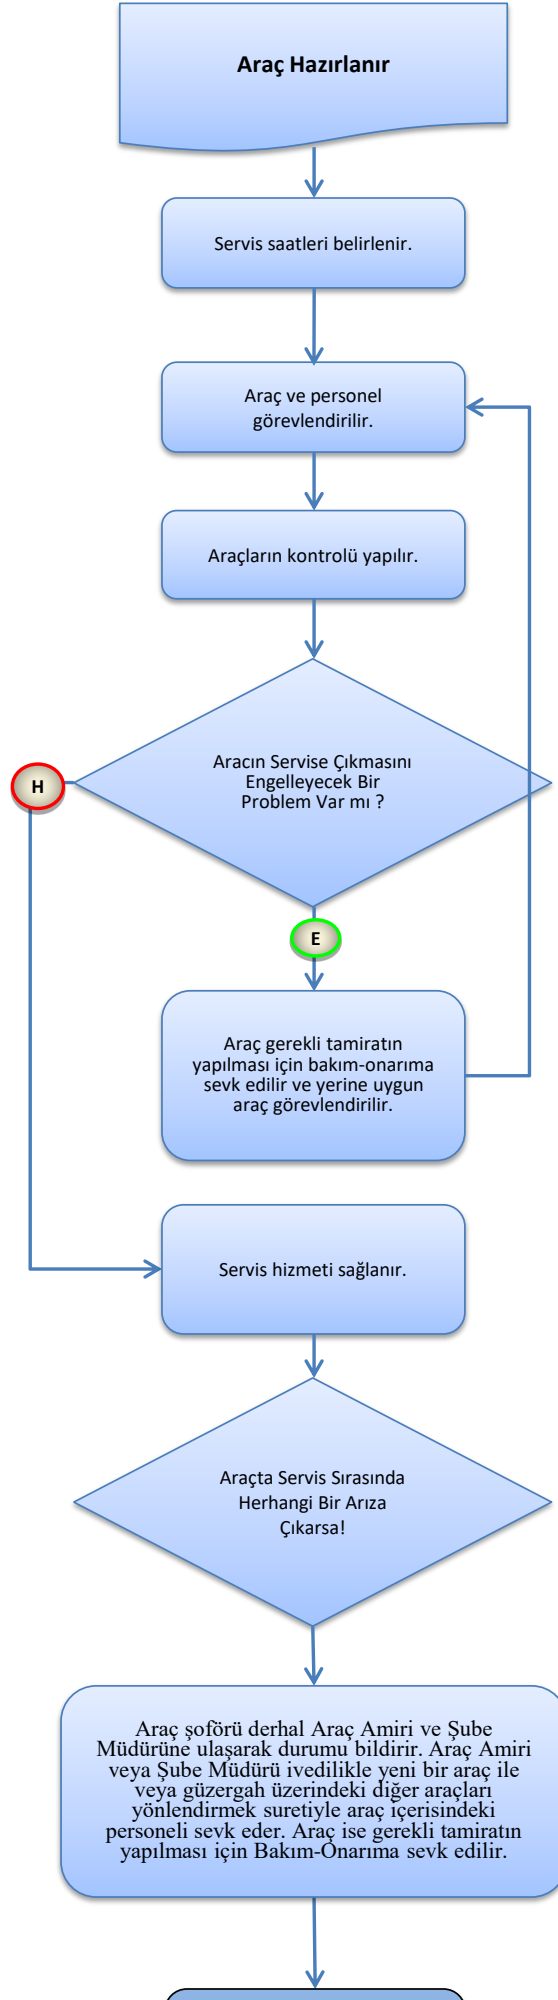 Araç Hazırlanır
Servis saatleri belirlenir.
Araç ve personel
görevlendirilir.
Araçların kontrolü yapılır.
Aracın Servise Çıkmasını
Engelleyecek Bir
Problem Var mı ?
H
E
Araç gerekli tamiratın
yapılması için bakım-onarıma
sevk edilir ve yerine uygun
araç görevlendirilir.
Servis hizmeti sağlanır.
Araçta Servis Sırasında
Herhangi Bir Arıza
Çıkarsa!
Araç şoförü derhal Araç Amiri ve Şube
Müdürüne ulaşarak durumu bildirir. Araç Amiri
veya Şube Müdürü ivedilikle yeni bir araç ile
veya güzergah üzerindeki diğer araçları
yönlendirmek suretiyle araç içerisindeki
personeli sevk eder. Araç ise gerekli tamiratın
yapılması için Bakım-Onarıma sevk edilir.